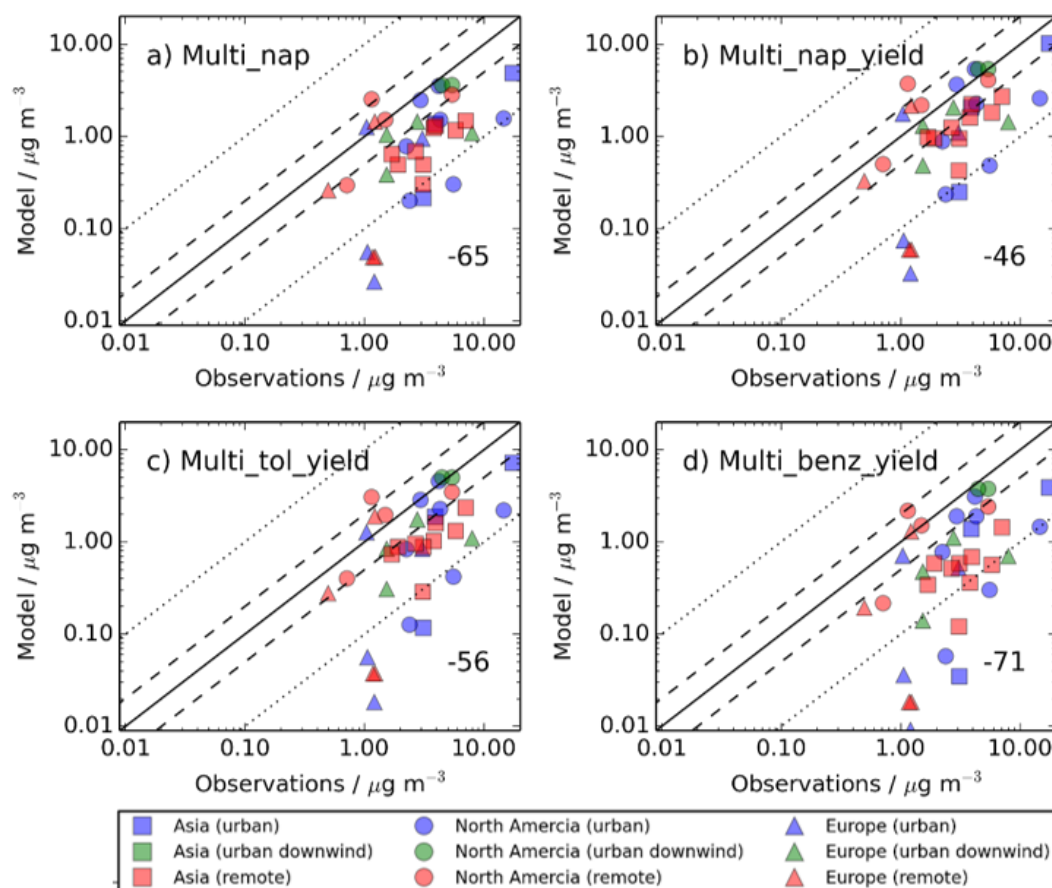 a) Multi_nap
10.00
1.00
0.10
0.01
Model / μg m⁻³
-65
0.01 0.10 1.00 10.00
Observations / μg m⁻³
b) Multi_nap_yield
10.00
1.00
0.10
0.01
Model / μg m⁻³
-46
0.01 0.10 1.00 10.00
Observations / μg m⁻³
c) Multi_tol_yield
10.00
1.00
0.10
0.01
Model / μg m⁻³
-56
0.01 0.10 1.00 10.00
Observations / μg m⁻³
d) Multi_benz_yield
10.00
1.00
0.10
0.01
Model / μg m⁻³
-71
0.01 0.10 1.00 10.00
Observations / μg m⁻³
Asia (urban) North Amercia (urban) Europe (urban)
Asia (urban downwind) North Amercia (urban downwind) Europe (urban downwind)
Asia (remote) North Amercia (remote) Europe (remote)